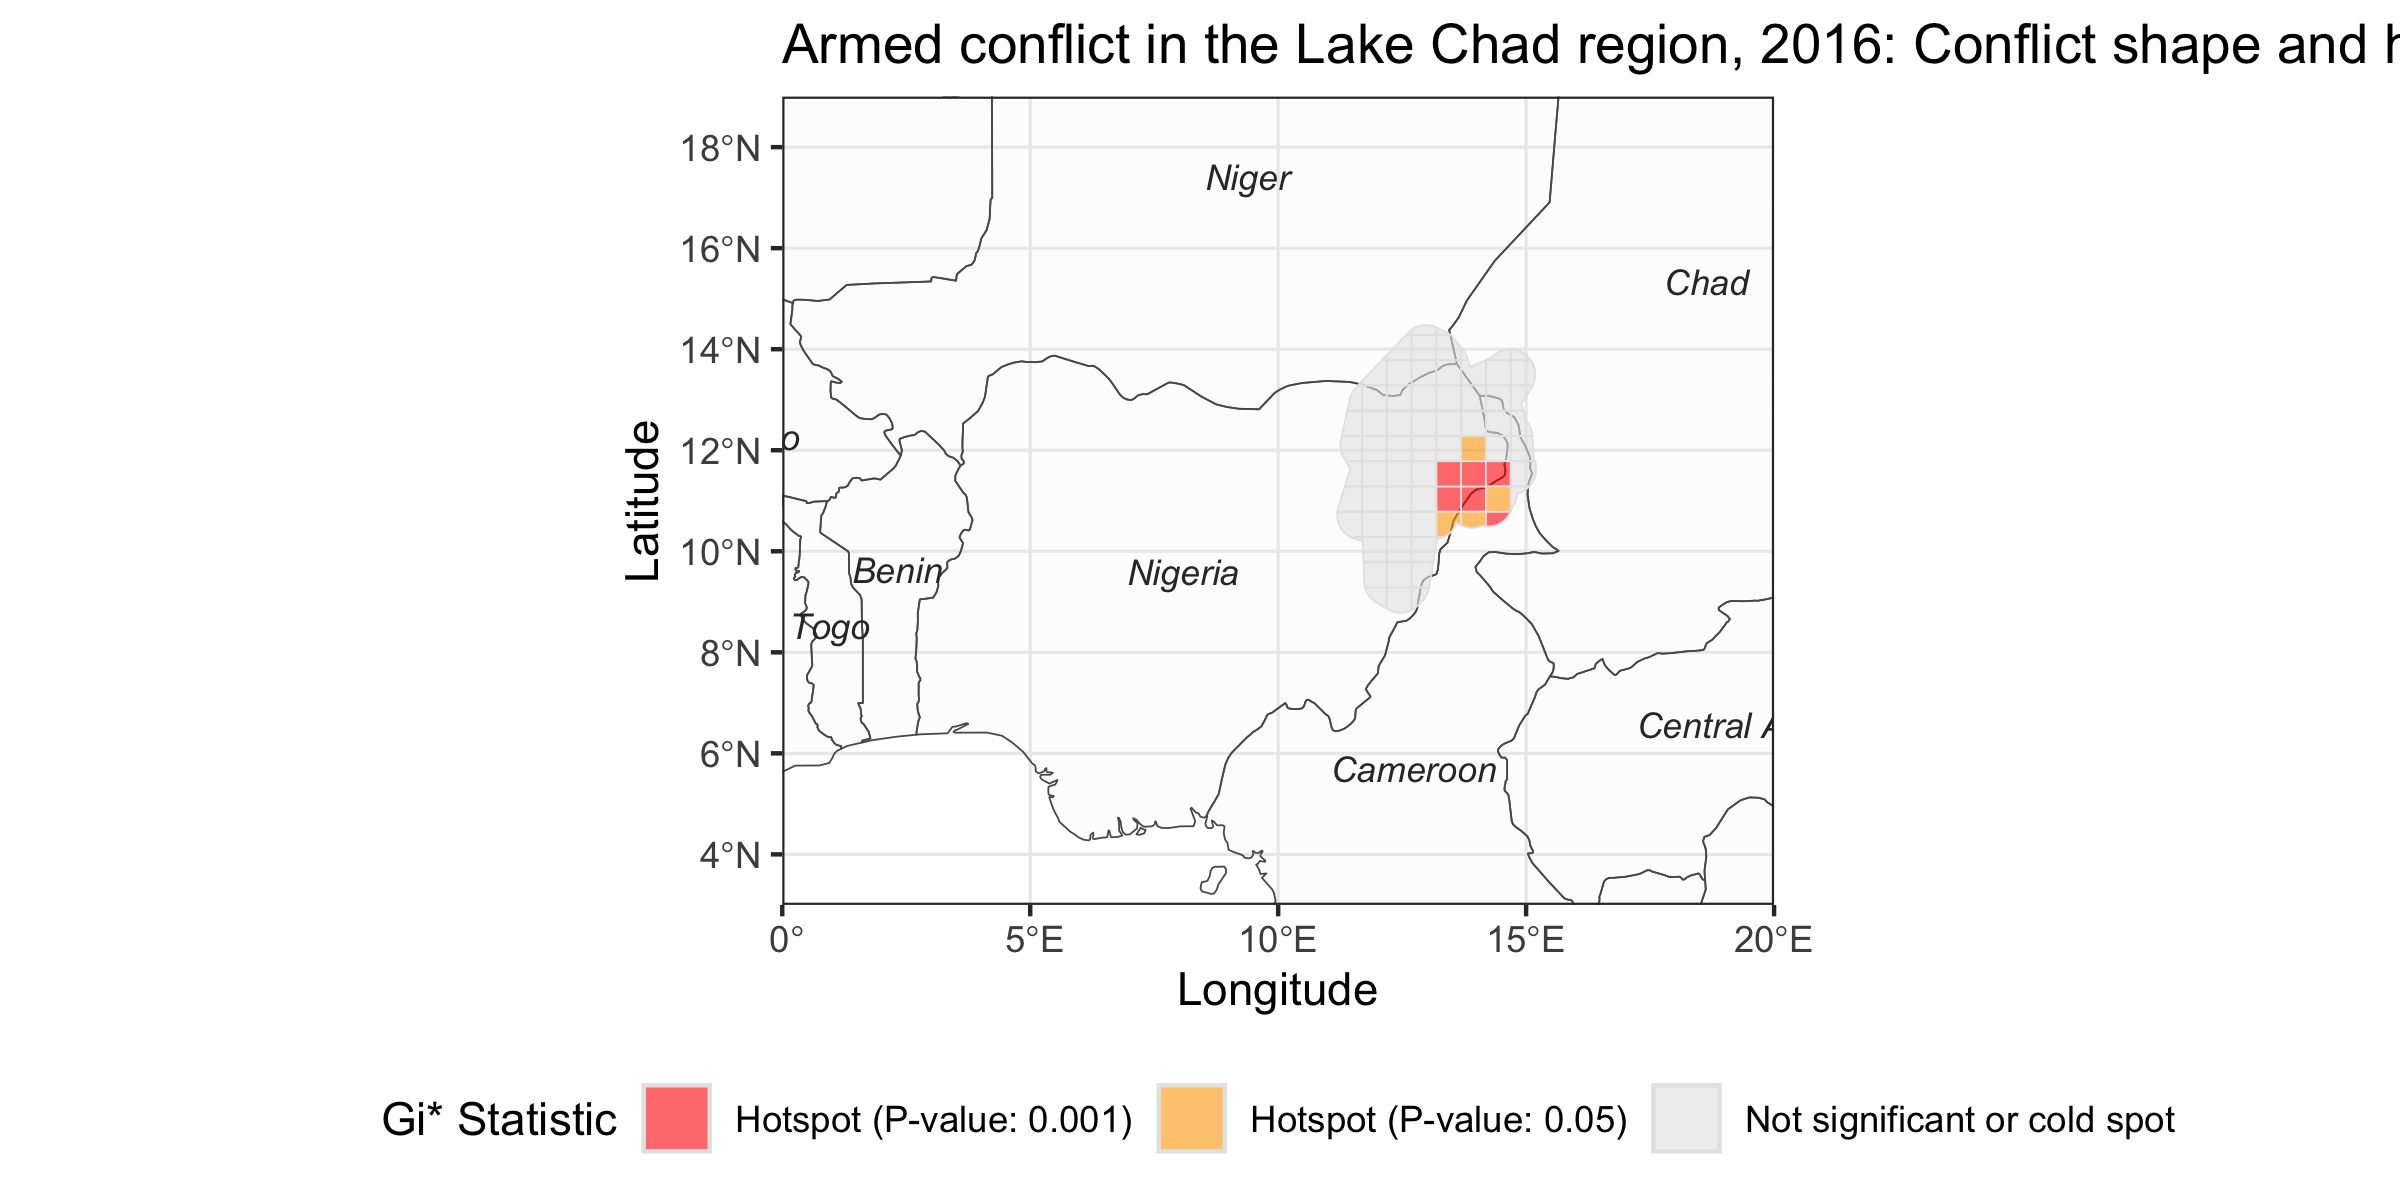 Armed conflict in the Lake Chad region, 2016: Conflict shape and h
18°N
16°N
14°N
12°N
10°N
8°N
6°N
4°N
Latitude
Niger
Chad
o
Benin
Nigeria
Togo
Central A
Cameroon
0°
5°E
10°E
15°E
20°E
Longitude
Gi* Statistic
Hotspot (P-value: 0.001)
Hotspot (P-value: 0.05)
Not significant or cold spot